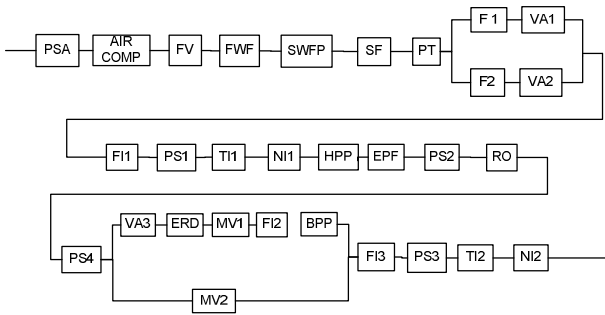 PSA
AIR
COMP
FV
FWF
SWFP
SF
PT
F 1
VA1
F2
VA2
FI1
PS1
TI1
NI1
HPP
EPF
PS2
RO
PS4
VA3
ERD
MV1
FI2
BPP
MV2
FI3
PS3
TI2
NI2